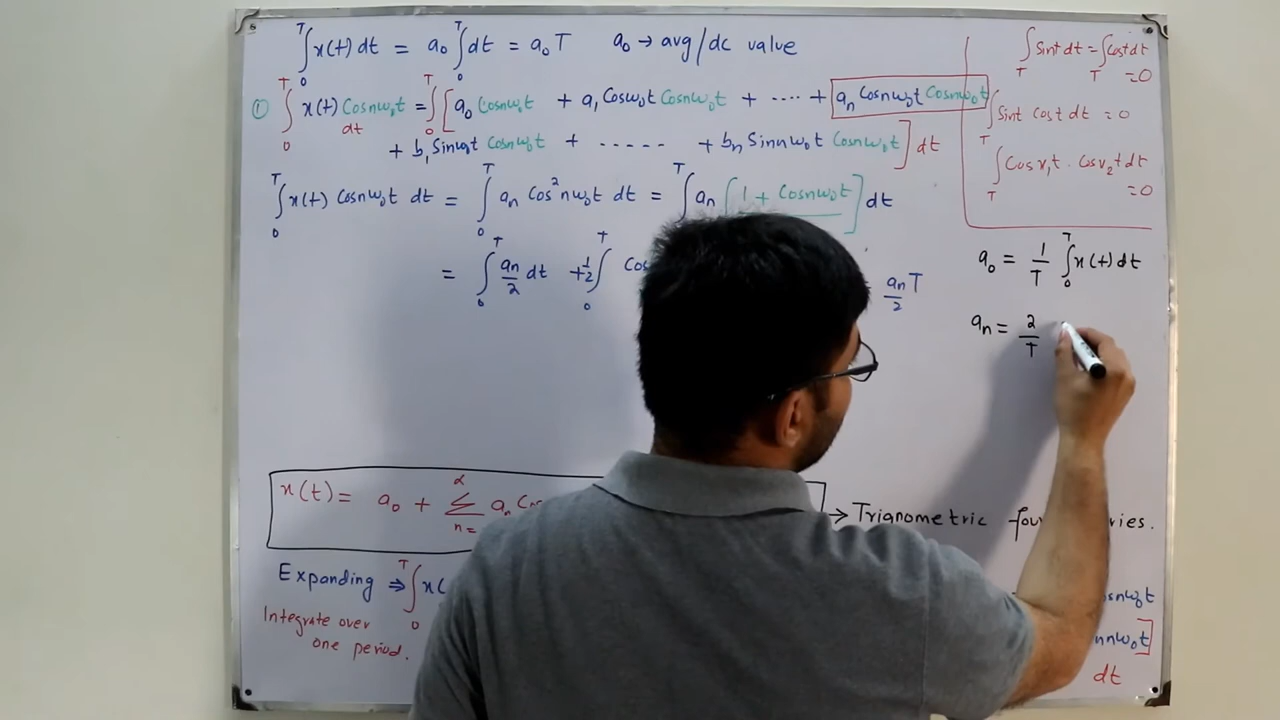 ∫₀ᵀ x(t) dt = a₀ ∫₀ᵀ dt = a₀T a₀ → avg/dc value
① ∫₀ᵀ x(t) Cosnω₀t dt = ∫₀ᵀ [ a₀ Cosnω₀t + a₁ Cosω₀t Cosnω₀t + ···· + aₙ Cosnω₀t Cosnω₀t
+ b₁ Sinω₀t Cosnω₀t + ----- + bₙ Sinnω₀t Cosnω₀t ] dt
∫₀ᵀ x(t) Cosnω₀t dt = ∫₀ᵀ aₙ Cos²nω₀t dt = ∫₀ᵀ aₙ [ 1 + Cosnω₀t ] dt
= ∫₀ᵀ aₙ/2 dt + 1/2 ∫₀ᵀ aₙT/2
∫_T Sint dt = ∫_T Cost dt = 0
∫_T Sint cost dt = 0
∫_T Cosν₁t . Cosν₂t dt = 0
a₀ = 1/T ∫₀ᵀ x(t) dt
aₙ = 2/T
x(t) = a₀ + Σ aₙ → Trignometric
Expanding ⇒ ∫₀ᵀ
Integrate over
one period.
dt